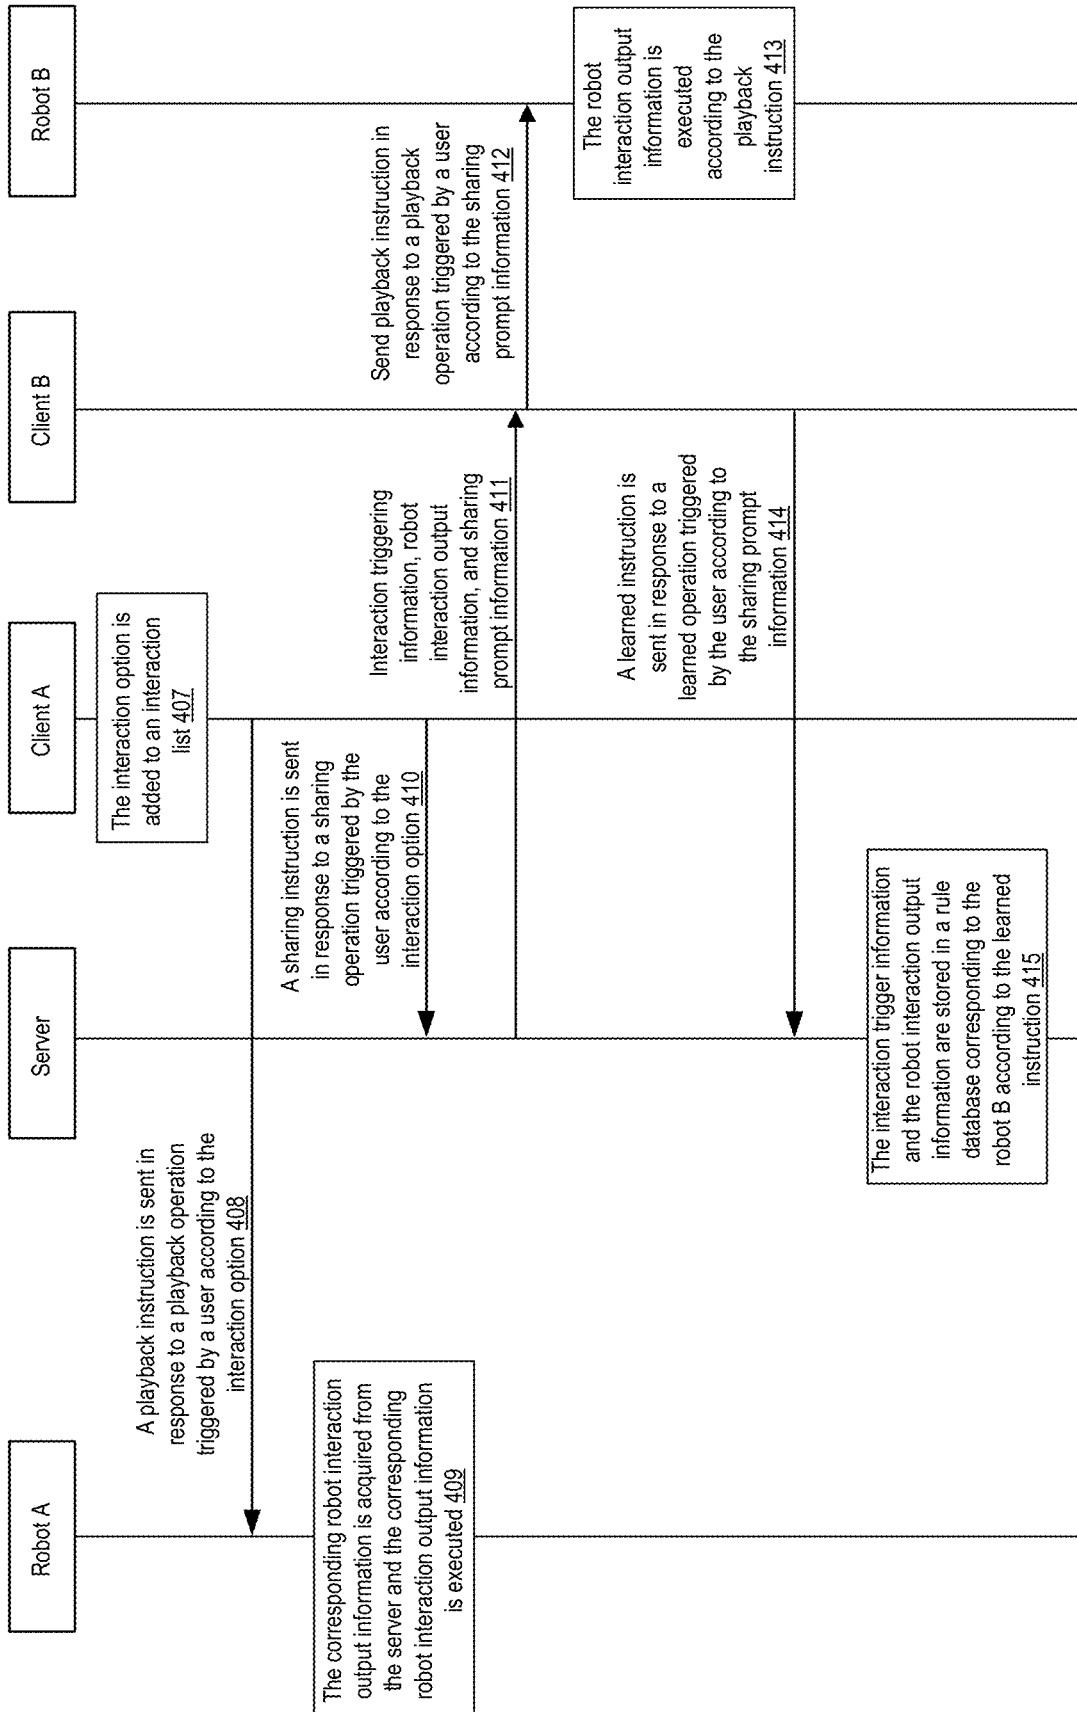 Robot A
Server
Client A
Client B
Robot B
The interaction option is
added to an interaction
list 407
A playback instruction is sent in
response to a playback operation
triggered by a user according to the
interaction option 408
The corresponding robot interaction
output information is acquired from
the server and the corresponding
robot interaction output information
is executed 409
A sharing instruction is sent
in response to a sharing
operation triggered by the
user according to the
interaction option 410
Interaction triggering
information, robot
interaction output
information, and sharing
prompt information 411
Send playback instruction in
response to a playback
operation triggered by a user
according to the sharing
prompt information 412
The robot
interaction output
information is
executed
according to the
playback
instruction 413
A learned instruction is
sent in response to a
learned operation triggered
by the user according to
the sharing prompt
information 414
The interaction trigger information
and the robot interaction output
information are stored in a rule
database corresponding to the
robot B according to the learned
instruction 415